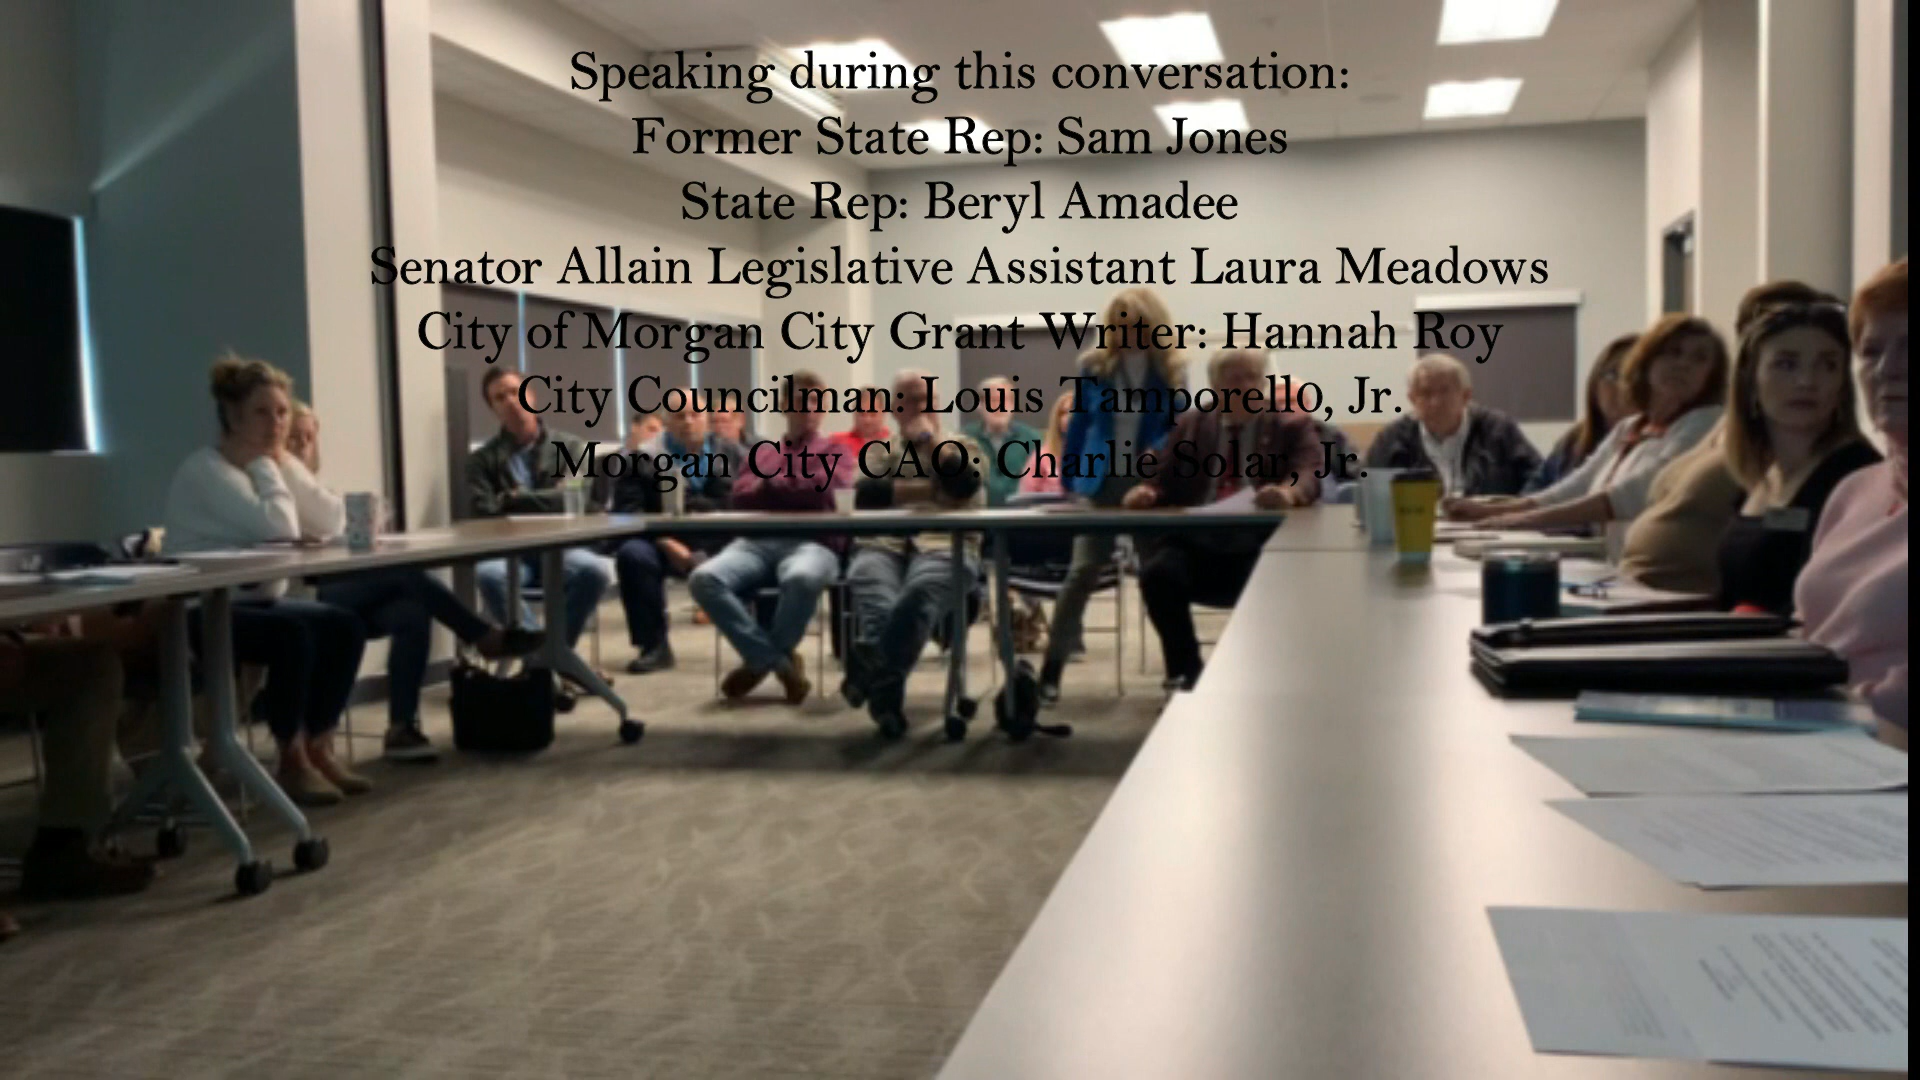 Speaking during this conversation:
Former State Rep: Sam Jones
State Rep: Beryl Amadee
Senator Allain Legislative Assistant Laura Meadows
City of Morgan City Grant Writer: Hannah Roy
City Councilman: Louis Tamporell0, Jr.
Morgan City CAO: Charlie Solar, Jr.